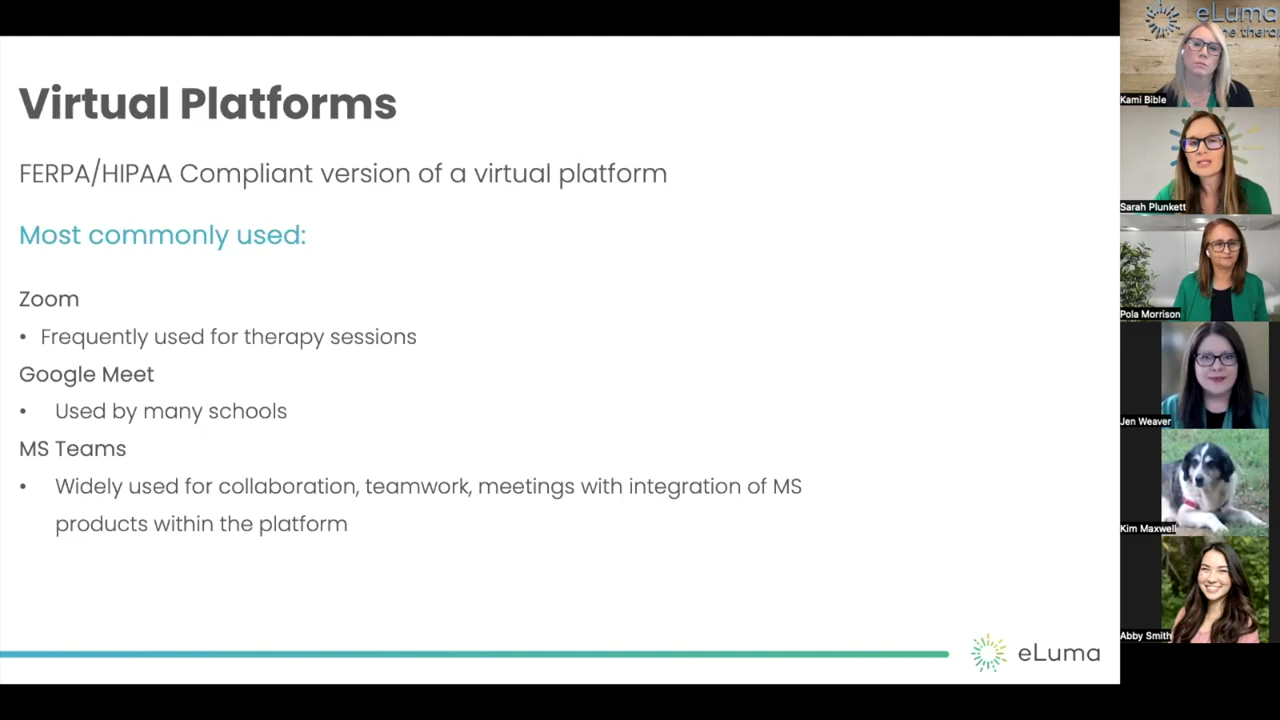 Virtual Platforms
FERPA/HIPAA Compliant version of a virtual platform
Most commonly used:
Zoom
• Frequently used for therapy sessions
Google Meet
• Used by many schools
MS Teams
• Widely used for collaboration, teamwork, meetings with integration of MS
products within the platform
eLuma
eLuma
Kami Bible
Sarah Plunkett
Pola Morrison
Jen Weaver
Kim Maxwell
Abby Smith